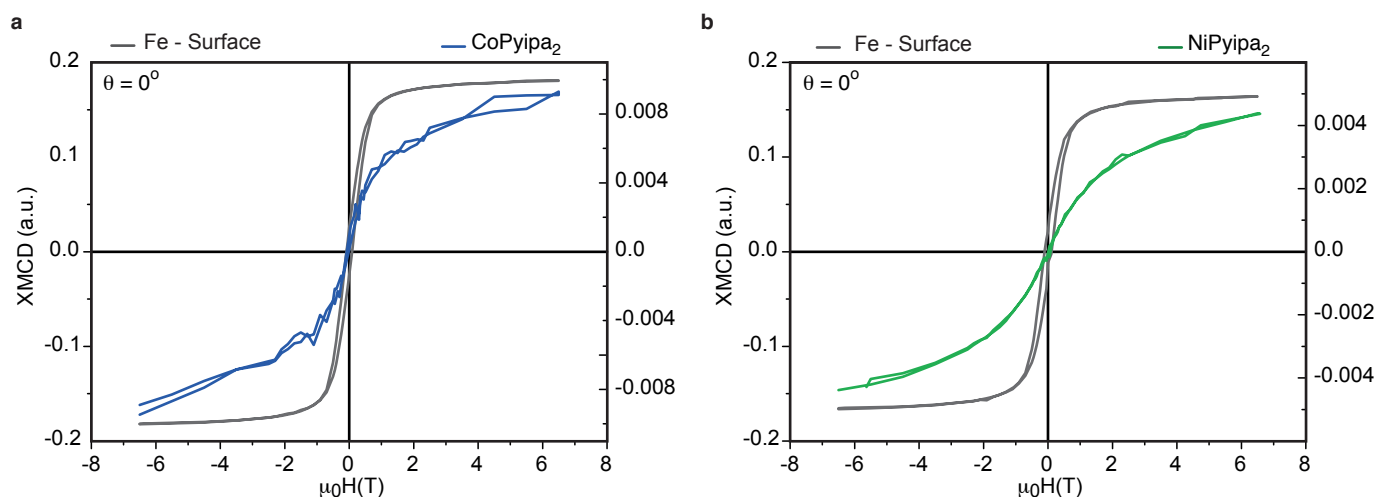 a
Fe - Surface
CoPyipa₂
θ = 0°
0.2
0.1
0.0
-0.1
-0.2
XMCD (a.u.)
0.008
0.004
0.0
-0.004
-0.008
-8 -6 -4 -2 0 2 4 6 8
μ₀H(T)
b
Fe - Surface
NiPyipa₂
θ = 0°
0.2
0.1
0.0
-0.1
-0.2
XMCD (a.u.)
0.004
0.002
0.0
-0.002
-0.004
-8 -6 -4 -2 0 2 4 6 8
μ₀H(T)